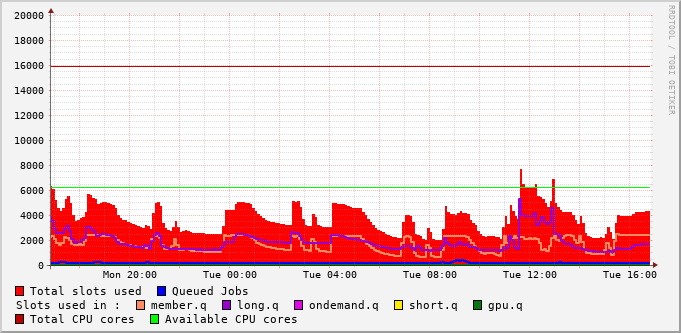 20000
18000
16000
14000
12000
10000
8000
6000
4000
2000
0
Mon 20:00 Tue 00:00 Tue 04:00 Tue 08:00 Tue 12:00 Tue 16:00
Total slots used Queued Jobs
Slots used in : member.q long.q ondemand.q short.q gpu.q
Total CPU cores Available CPU cores
RRDTOOL / TOBI OETIKER